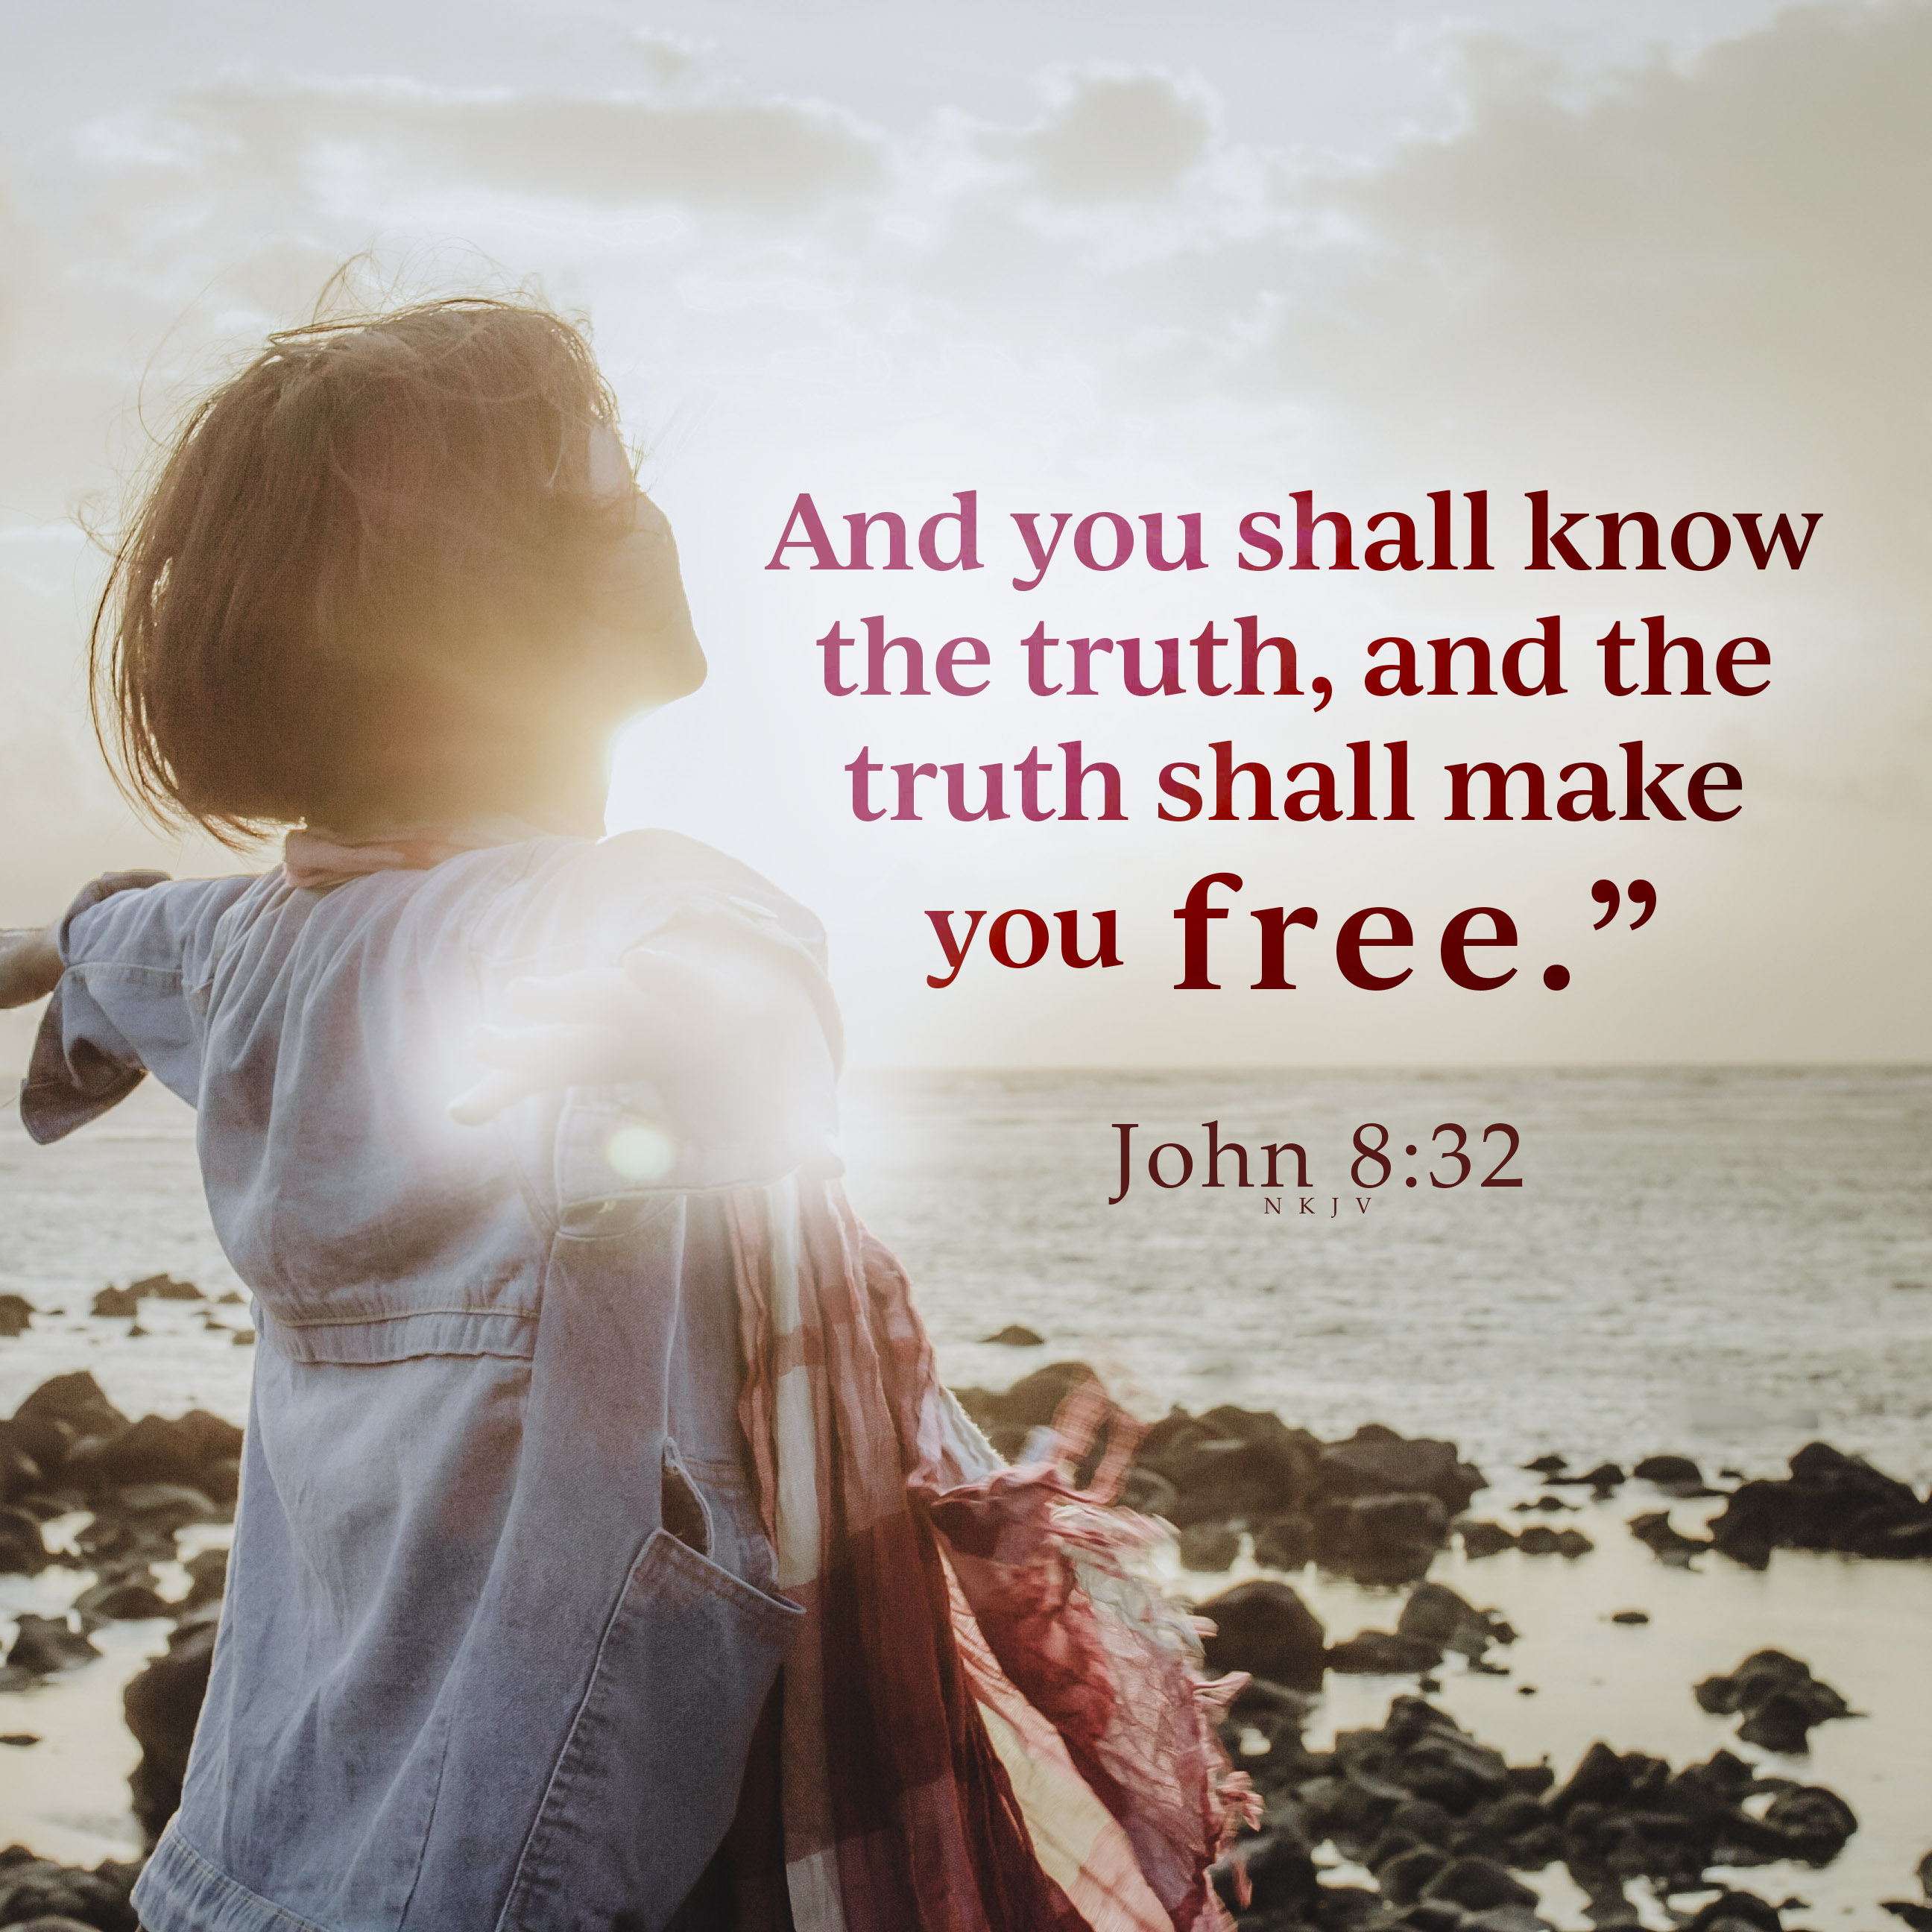 And you shall know
the truth, and the
truth shall make
you free.”
John 8:32
NKJV